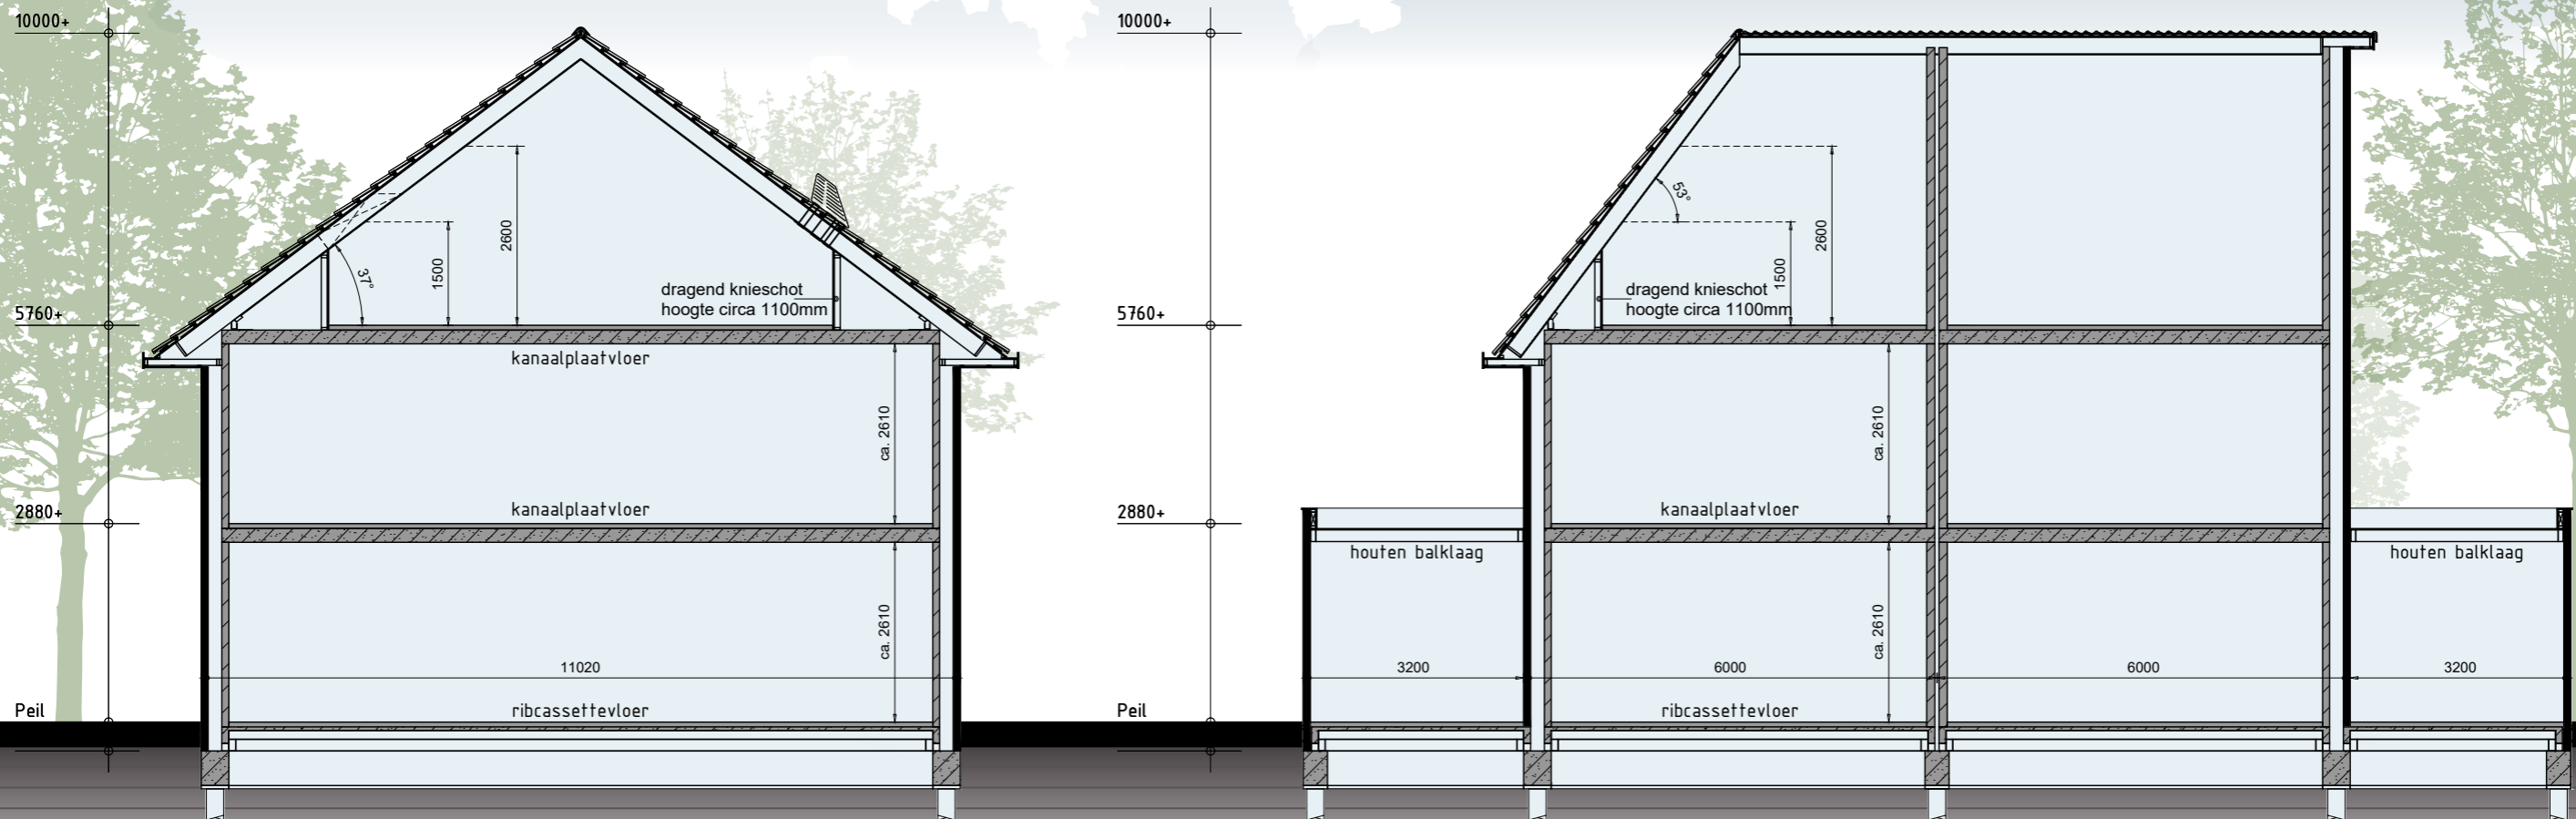 10000+
5760+
2880+
Peil
2600
1500
37°
dragend knieschot
hoogte circa 1100mm
kanaalplaatvloer
ca. 2610
kanaalplaatvloer
ca. 2610
11020
ribcassettevloer
10000+
5760+
2880+
Peil
53°
2600
1500
dragend knieschot
hoogte circa 1100mm
ca. 2610
kanaalplaatvloer
houten balklaag
houten balklaag
ca. 2610
3200
6000
6000
3200
ribcassettevloer